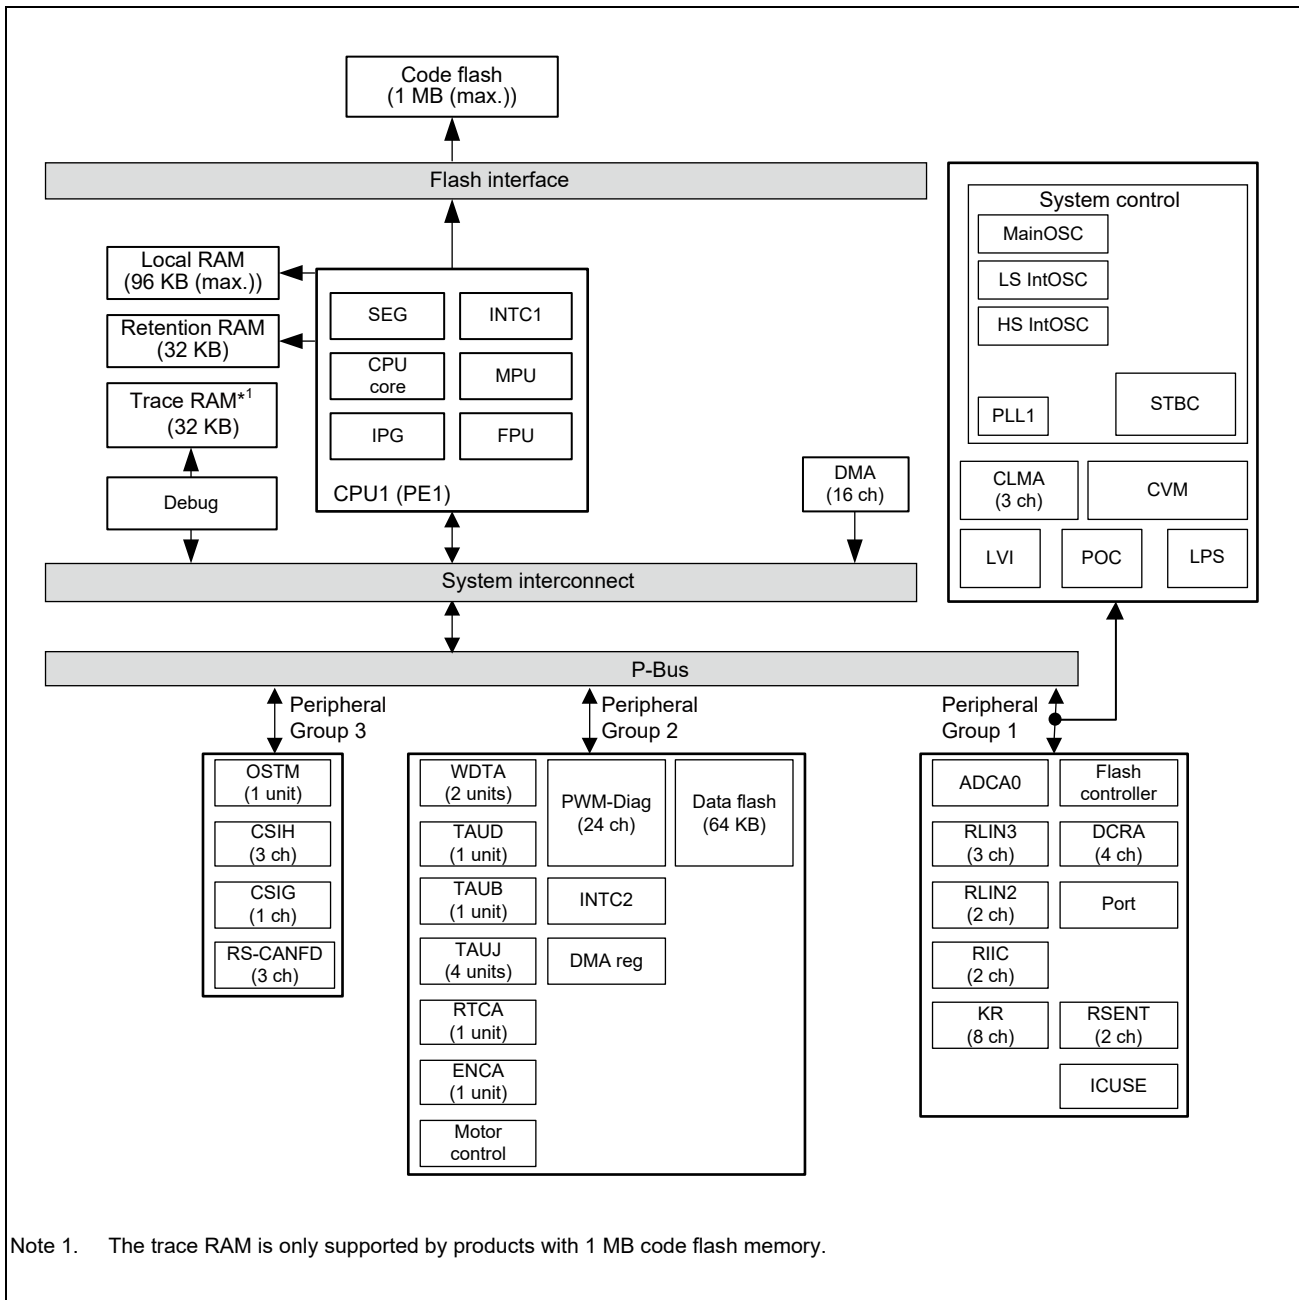 Code flash
(1 MB (max.))
Flash interface
Local RAM
(96 KB (max.))
Retention RAM
(32 KB)
Trace RAM*1
(32 KB)
Debug
SEG
INTC1
CPU
core
MPU
IPG
FPU
CPU1 (PE1)
DMA
(16 ch)
System control
MainOSC
LS IntOSC
HS IntOSC
PLL1
STBC
CLMA
(3 ch)
CVM
LVI
POC
LPS
System interconnect
P-Bus
Peripheral
Group 3
Peripheral
Group 2
Peripheral
Group 1
OSTM
(1 unit)
CSIH
(3 ch)
CSIG
(1 ch)
RS-CANFD
(3 ch)
WDTA
(2 units)
TAUD
(1 unit)
TAUB
(1 unit)
TAUJ
(4 units)
RTCA
(1 unit)
ENCA
(1 unit)
Motor
control
PWM-Diag
(24 ch)
INTC2
DMA reg
Data flash
(64 KB)
ADCA0
RLIN3
(3 ch)
RLIN2
(2 ch)
RIIC
(2 ch)
KR
(8 ch)
Flash
controller
DCRA
(4 ch)
Port
RSENT
(2 ch)
ICUSE
Note 1. The trace RAM is only supported by products with 1 MB code flash memory.